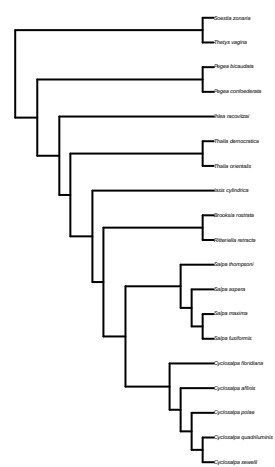 Soestia zonaria
Thetys vagina
Pegea bicaudata
Pegea confoederata
Ihlea racovitzai
Thalia democratica
Thalia orientalis
Iasis cylindrica
Brooksia rostrata
Ritteriella retracta
Salpa thompsoni
Salpa aspera
Salpa maxima
Salpa fusiformis
Cyclosalpa floridiana
Cyclosalpa affinis
Cyclosalpa polae
Cyclosalpa quadriluminis
Cyclosalpa sewelli